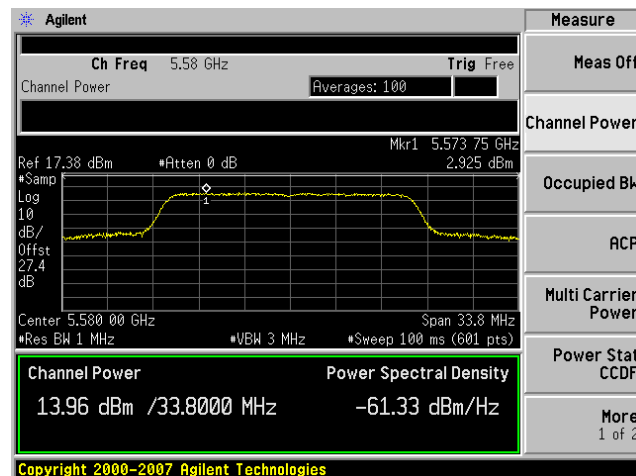 Agilent
Measure
Ch Freq 5.58 GHz Trig Free
Meas Off
Channel Power Averages: 100
Channel Power
Mkr1 5.573 75 GHz
Ref 17.38 dBm #Atten 0 dB 2.925 dBm
#Samp
Log
10
dB/
Offst
27.4
dB
1
Occupied BW
ACP
Multi Carrier
Power
Center 5.580 00 GHz Span 33.8 MHz
#Res BW 1 MHz #VBW 3 MHz #Sweep 100 ms (601 pts)
Power Stat
CCDF
Channel Power Power Spectral Density
13.96 dBm /33.8000 MHz -61.33 dBm/Hz
More
1 of 2
Copyright 2000-2007 Agilent Technologies